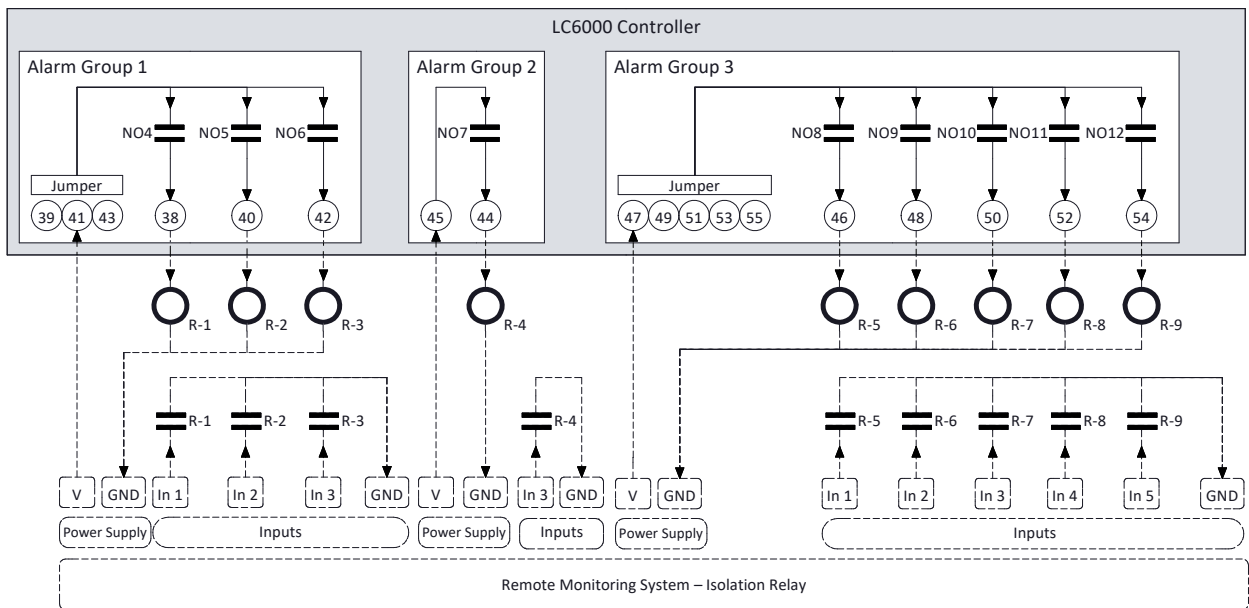 LC6000 Controller
Alarm Group 1
Alarm Group 2
Alarm Group 3
NO4 NO5 NO6 NO7 NO8 NO9 NO10 NO11 NO12
Jumper Jumper
39 41 43 38 40 42 45 44 47 49 51 53 55 46 48 50 52 54
R-1 R-2 R-3 R-4 R-5 R-6 R-7 R-8 R-9
R-1 R-2 R-3 R-4 R-5 R-6 R-7 R-8 R-9
V GND In 1 In 2 In 3 GND V GND In 3 GND V GND In 1 In 2 In 3 In 4 In 5 GND
Power Supply Inputs Power Supply Inputs Power Supply Inputs
Remote Monitoring System – Isolation Relay